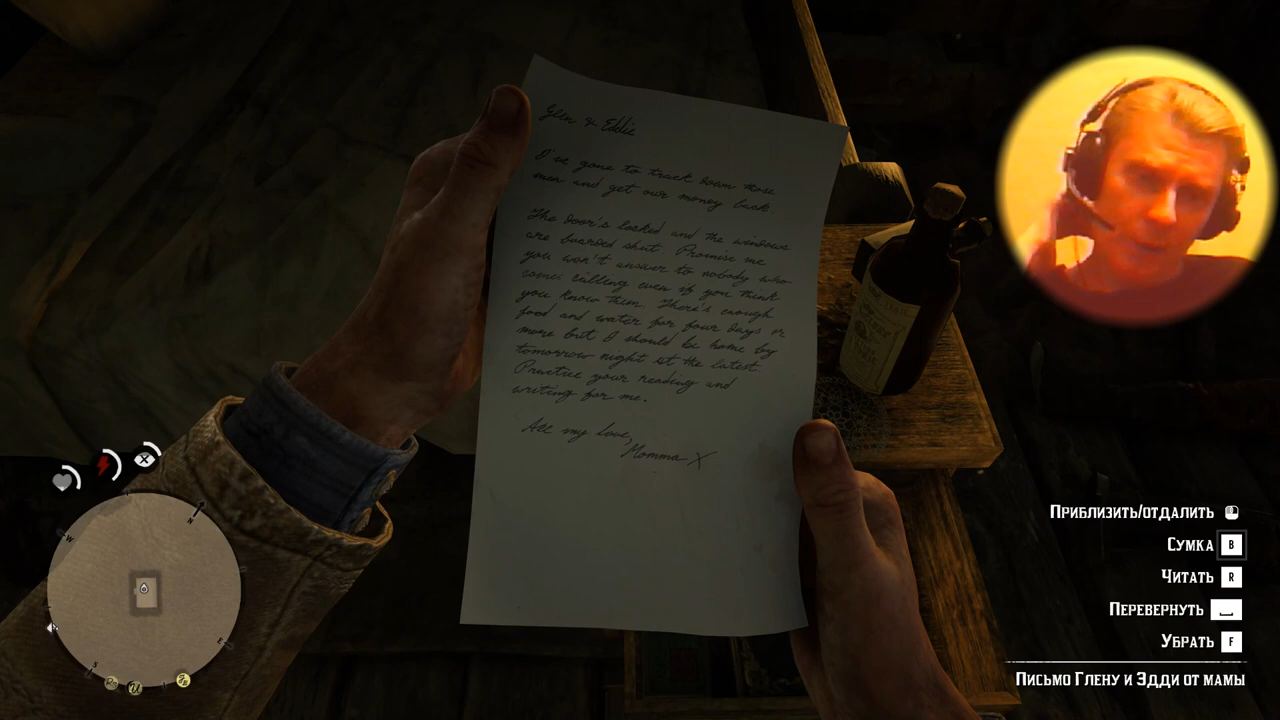 Glen & Eddie
I've gone to track down those
men and get our money back.
The door's locked and the windows
are boarded shut. Promise me
you won't answer to nobody who
comes calling even if you think
you know them. There's enough
food and water for four days or
more but I should be home by
tomorrow night at the latest.
Practice your reading and
writing for me.
All my love,
Momma X
Приблизить/отдалить
Сумка B
Читать R
Перевернуть
Убрать F
Письмо Глену и Эдди от мамы
N
W
S
E